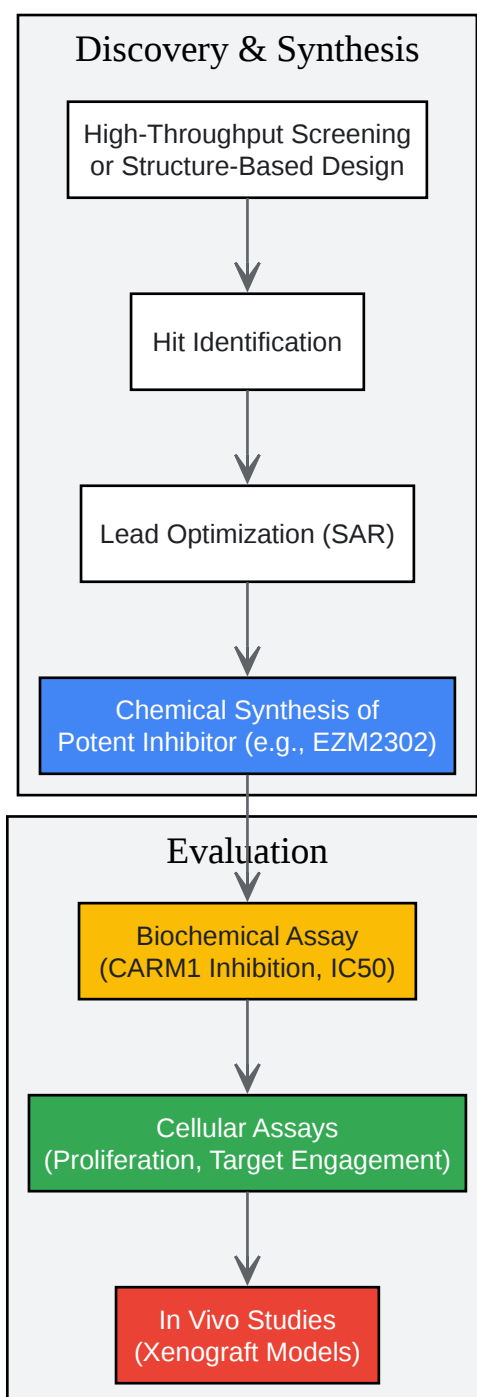 Discovery & Synthesis
High-Throughput Screening
or Structure-Based Design
Hit Identification
Lead Optimization (SAR)
Chemical Synthesis of
Potent Inhibitor (e.g., EZM2302)
Evaluation
Biochemical Assay
(CARM1 Inhibition, IC50)
Cellular Assays
(Proliferation, Target Engagement)
In Vivo Studies
(Xenograft Models)